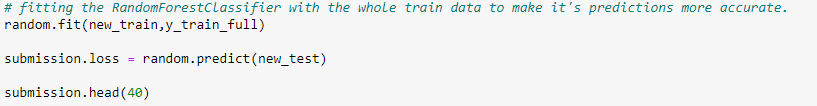 # fitting the RandomForestClassifier with the whole train data to make it's predictions more accurate.
random.fit(new_train,y_train_full)
submission.loss = random.predict(new_test)
submission.head(40)